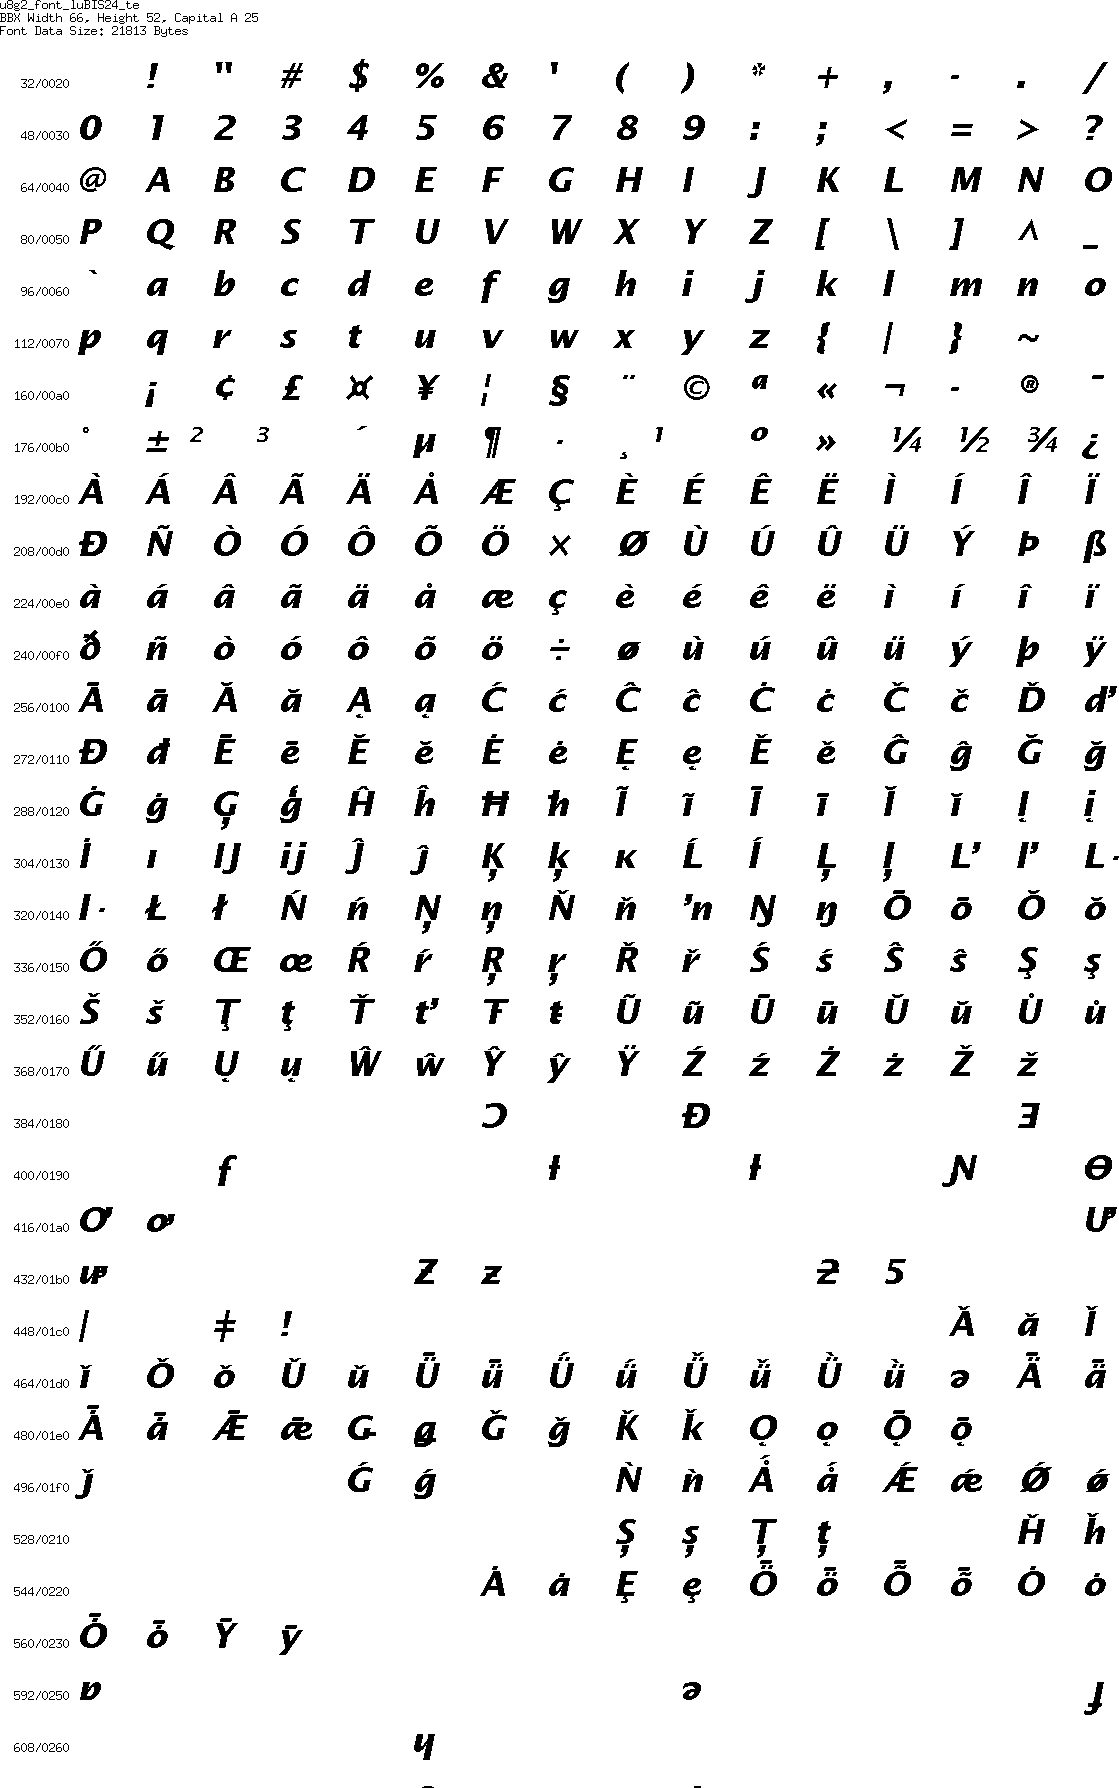 u8g2_font_luBIS24_te
BBX Width 66, Height 52, Capital A 25
Font Data Size: 21813 Bytes
32/0020 ! " # $ % & ' ( ) * + , - . /
48/0030 0 1 2 3 4 5 6 7 8 9 : ; < = > ?
64/0040 @ A B C D E F G H I J K L M N O
80/0050 P Q R S T U V W X Y Z [ \ ] ^ _
96/0060 ` a b c d e f g h i j k l m n o
112/0070 p q r s t u v w x y z { | } ~
160/00a0 ¡ ¢ £ ¤ ¥ ¦ § ¨ © ª « ¬ - ® ¯
176/00b0 ° ± ² ³ ´ µ ¶ · ¸ ¹ º » ¼ ½ ¾ ¿
192/00c0 À Á Â Ã Ä Å Æ Ç È É Ê Ë Ì Í Î Ï
208/00d0 Ð Ñ Ò Ó Ô Õ Ö × Ø Ù Ú Û Ü Ý Þ ß
224/00e0 à á â ã ä å æ ç è é ê ë ì í î ï
240/00f0 ð ñ ò ó ô õ ö ÷ ø ù ú û ü ý þ ÿ
256/0100 Ā ā Ă ă Ą ą Ć ć Ĉ ĉ Ċ ċ Č č Ď ď
272/0110 Đ đ Ē ē Ĕ ĕ Ė ė Ę ę Ě ě Ĝ ĝ Ğ ğ
288/0120 Ġ ġ Ģ ģ Ĥ ĥ Ħ ħ Ĩ ĩ Ī ī Ĭ ĭ Į į
304/0130 İ ı Ĳ ĳ Ĵ ĵ Ķ ķ ĸ Ĺ ĺ Ļ ļ Ľ ľ Ŀ
320/0140 ŀ Ł ł Ń ń Ņ ņ Ň ň ŉ Ŋ ŋ Ō ō Ŏ ŏ
336/0150 Ő ő Œ œ Ŕ ŕ Ŗ ŗ Ř ř Ś ś Ŝ ŝ Ş ş
352/0160 Š š Ţ ţ Ť ť Ŧ ŧ Ũ ũ Ū ū Ŭ ŭ Ů ů
368/0170 Ű ű Ų ų Ŵ ŵ Ŷ ŷ Ÿ Ź ź Ż ż Ž ž
384/0180 Ɔ Ɖ Ǝ
400/0190 ƒ Ɨ ƚ Ɲ Ɵ
416/01a0 Ơ ơ Ư
432/01b0 ư Ƶ ƶ ƻ Ƽ
448/01c0 ǀ ǂ ǃ Ǎ ǎ Ǐ
464/01d0 ǐ Ǒ ǒ Ǔ ǔ Ǖ ǖ Ǘ ǘ Ǚ ǚ Ǜ ǜ ǝ Ǟ ǟ
480/01e0 Ǡ ǡ Ǣ ǣ Ǥ ǥ Ǧ ǧ Ǩ ǩ Ǫ ǫ Ǭ ǭ
496/01f0 ǰ Ǵ ǵ Ǹ ǹ Ǻ ǻ Ǽ ǽ Ǿ ǿ
528/0210 Ș ș Ț ț Ȟ ȟ
544/0220 Ȧ ȧ Ȩ ȩ Ȫ ȫ Ȭ ȭ Ȯ ȯ
560/0230 Ȱ ȱ Ȳ ȳ
592/0250 ɐ ə ɟ
608/0260 ɥ